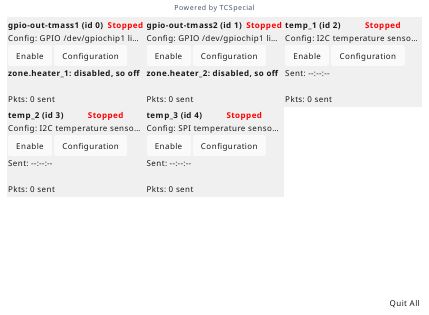 Powered by TCSpecial
gpio-out-tmass1 (id 0) Stopped
Config: GPIO /dev/gpiochip1 li...
Enable Configuration
zone.heater_1: disabled, so off
Pkts: 0 sent
gpio-out-tmass2 (id 1) Stopped
Config: GPIO /dev/gpiochip1 li...
Enable Configuration
zone.heater_2: disabled, so off
Pkts: 0 sent
temp_1 (id 2) Stopped
Config: I2C temperature senso...
Enable Configuration
Sent: --:--:--
Pkts: 0 sent
temp_2 (id 3) Stopped
Config: I2C temperature senso...
Enable Configuration
Sent: --:--:--
Pkts: 0 sent
temp_3 (id 4) Stopped
Config: SPI temperature senso...
Enable Configuration
Sent: --:--:--
Pkts: 0 sent
Quit All